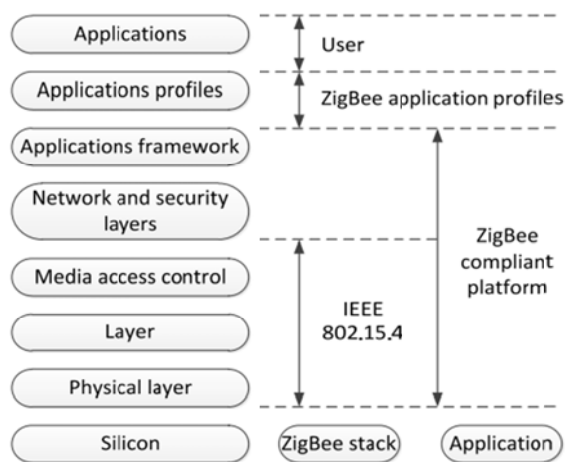 Applications
User
Applications profiles
ZigBee application profiles
Applications framework
Network and security
layers
ZigBee
compliant
platform
Media access control
IEEE
802.15.4
Layer
Physical layer
Silicon
ZigBee stack
Application